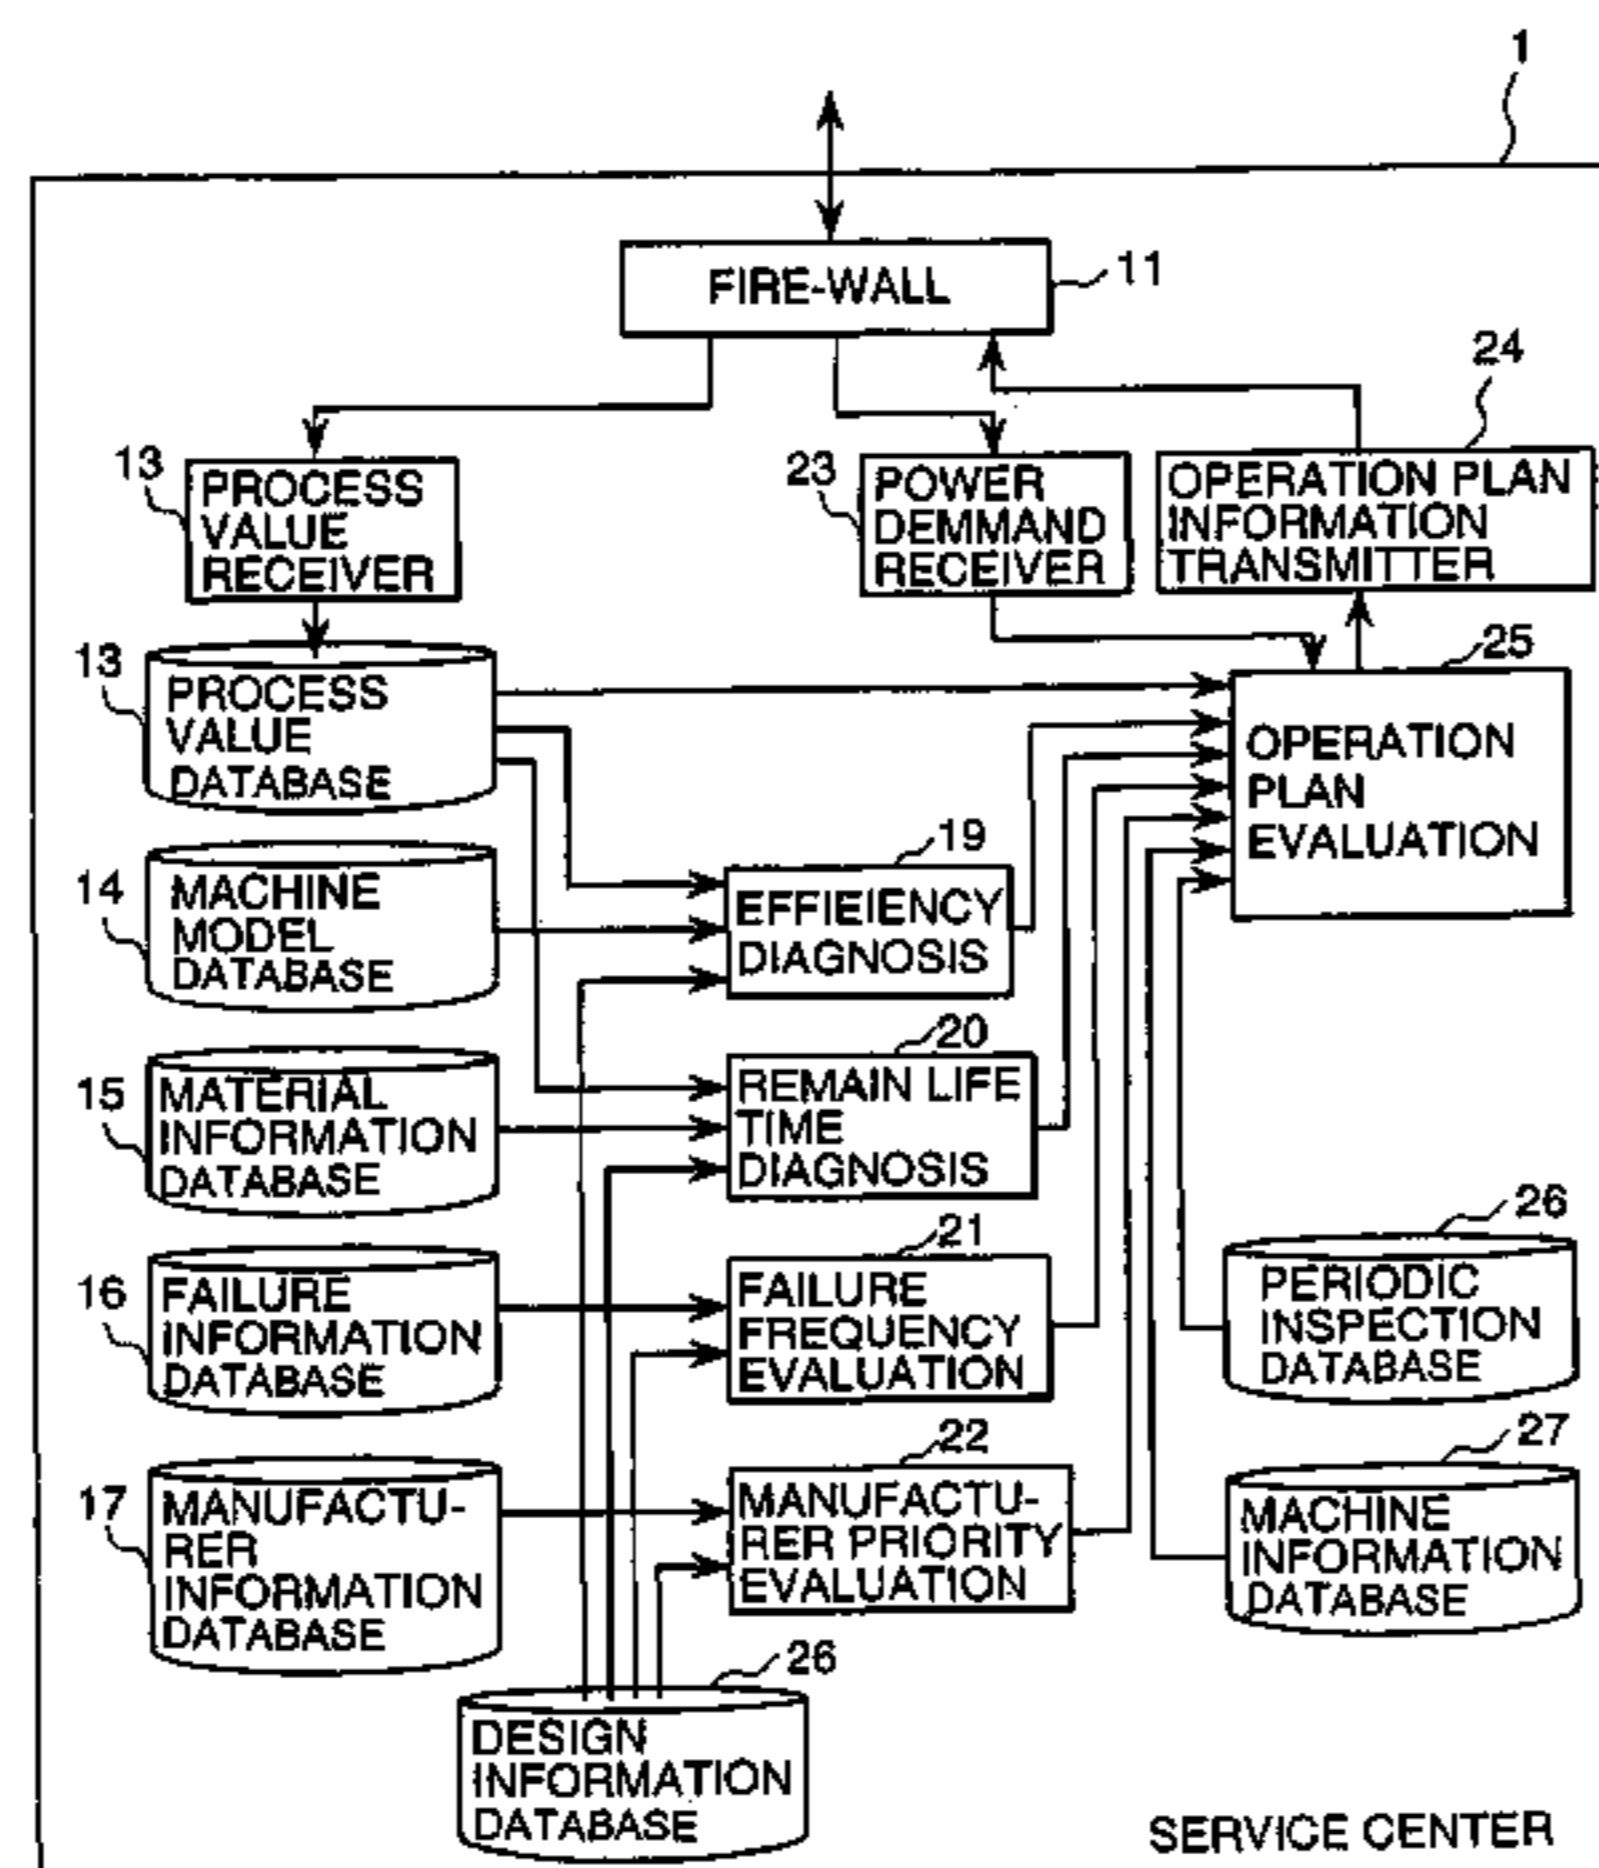 1
FIRE-WALL
11
24
13
PROCESS
VALUE
RECEIVER
23
POWER
DEMMAND
RECEIVER
OPERATION PLAN
INFORMATION
TRANSMITTER
13
PROCESS
VALUE
DATABASE
25
OPERATION
PLAN
EVALUATION
14
MACHINE
MODEL
DATABASE
19
EFFIEIENCY
DIAGNOSIS
15
MATERIAL
INFORMATION
DATABASE
20
REMAIN LIFE
TIME
DIAGNOSIS
16
FAILURE
INFORMATION
DATABASE
21
FAILURE
FREQUENCY
EVALUATION
26
PERIODIC
INSPECTION
DATABASE
17
MANUFACTU-
RER
INFORMATION
DATABASE
22
MANUFACTU-
RER PRIORITY
EVALUATION
27
MACHINE
INFORMATION
DATABASE
26
DESIGN
INFORMATION
DATABASE
SERVICE CENTER